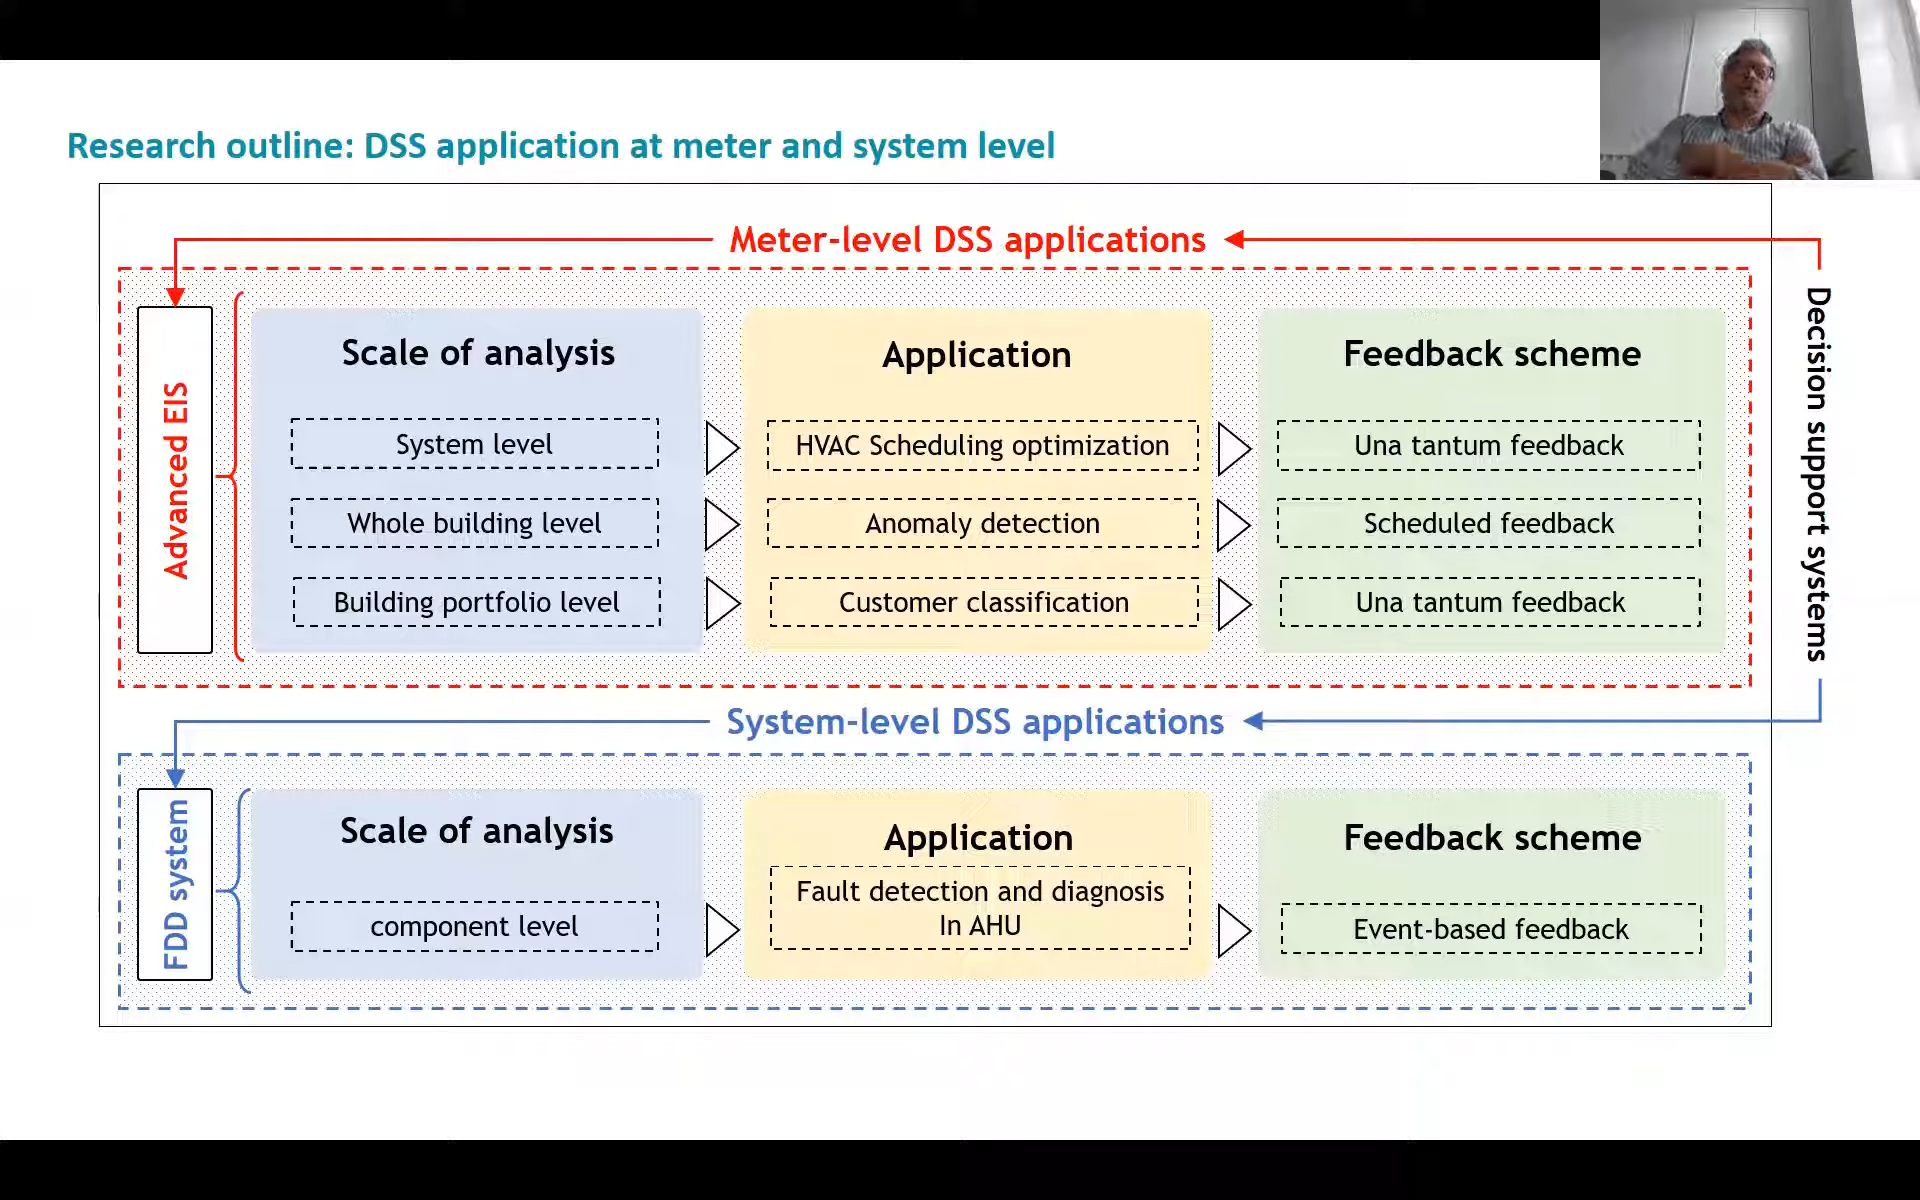 Research outline: DSS application at meter and system level
Meter-level DSS applications
Decision support systems
Advanced EIS
Scale of analysis
Application
Feedback scheme
System level
HVAC Scheduling optimization
Una tantum feedback
Whole building level
Anomaly detection
Scheduled feedback
Building portfolio level
Customer classification
Una tantum feedback
System-level DSS applications
FDD system
Scale of analysis
Application
Feedback scheme
component level
Fault detection and diagnosis
In AHU
Event-based feedback